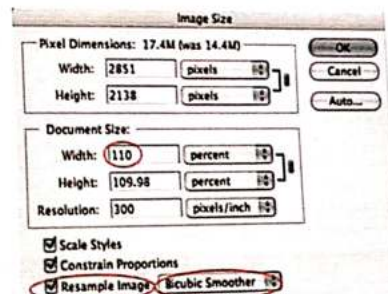 Image Size
Pixel Dimensions: 17.4M (was 14.4M)
OK
Width: 2851 pixels
Cancel
Height: 2138 pixels
Auto...
Document Size:
Width: 110 percent
Height: 109.98 percent
Resolution: 300 pixels/inch
Scale Styles
Constrain Proportions
Resample Image Bicubic Smoother